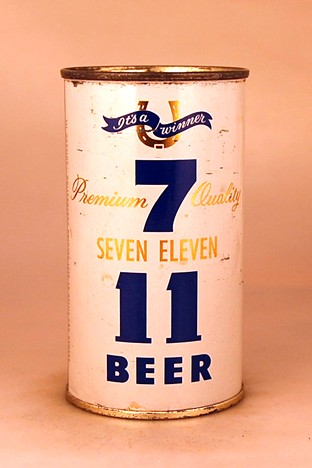 It's a winner
Premium 7 Quality
SEVEN ELEVEN
11
BEER